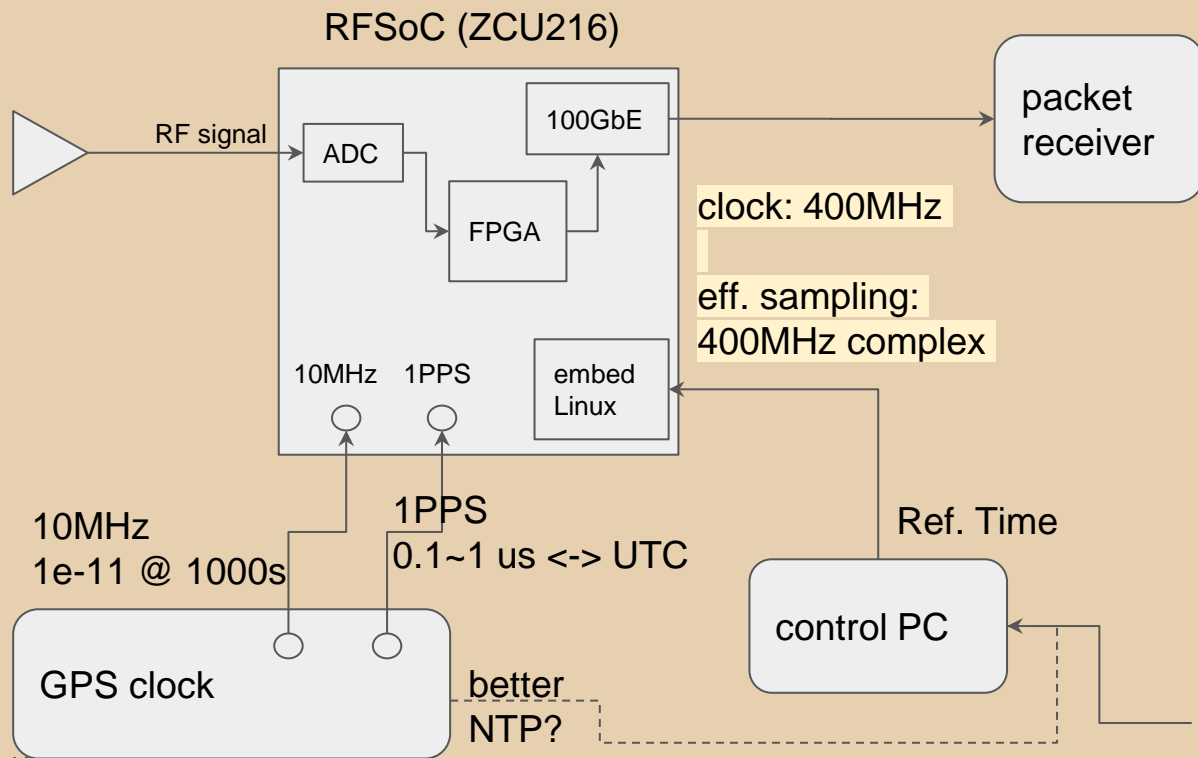 RFSoC (ZCU216)
RF signal
ADC
FPGA
100GbE
packet
receiver
clock: 400MHz
eff. sampling:
400MHz complex
10MHz
1PPS
embed
Linux
10MHz
1e-11 @ 1000s
1PPS
0.1~1 us <-> UTC
Ref. Time
control PC
GPS clock
better
NTP?